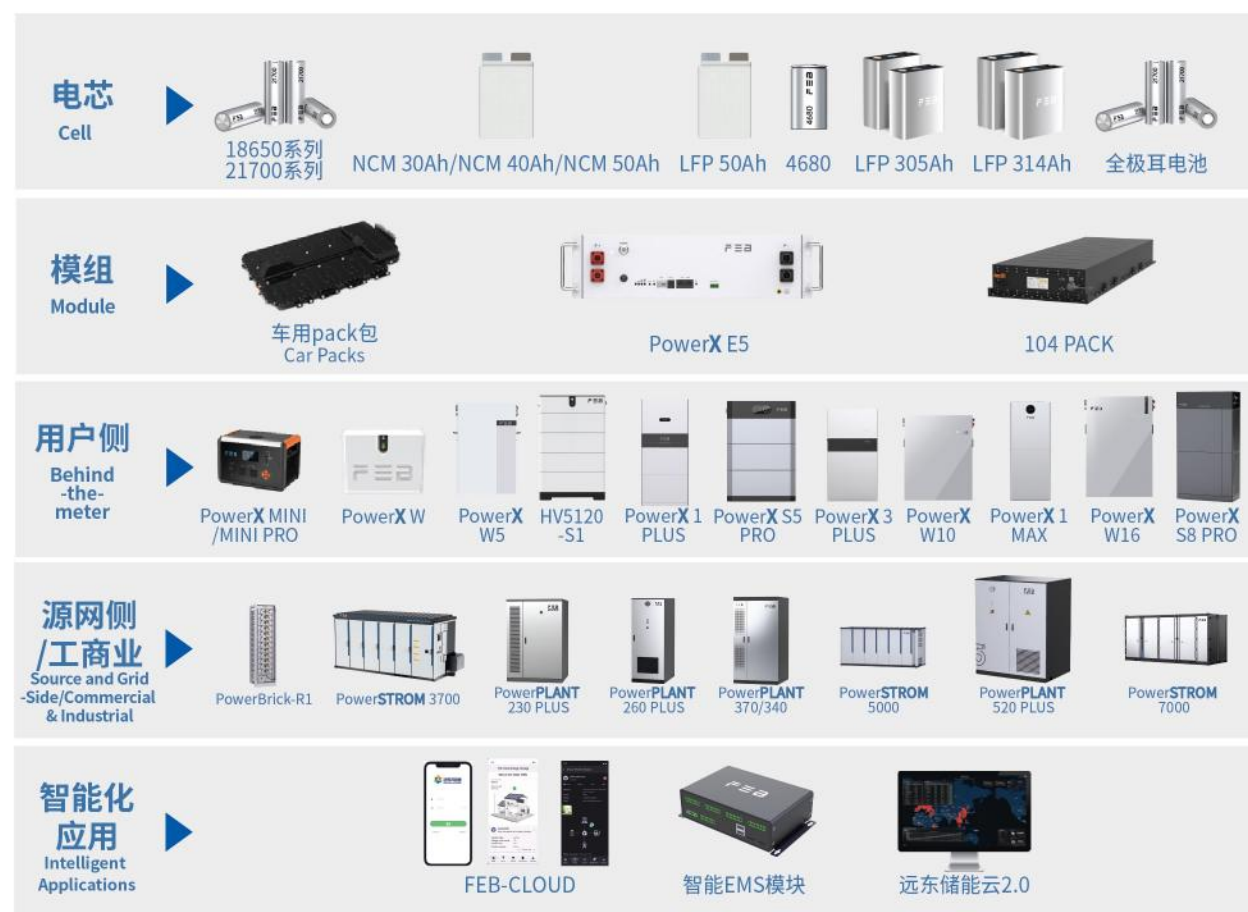 电芯
Cell
18650系列
21700系列
NCM 30Ah/NCM 40Ah/NCM 50Ah
LFP 50Ah
4680
LFP 305Ah
LFP 314Ah
全极耳电池
模组
Module
车用pack包
Car Packs
PowerX E5
104 PACK
用户侧
Behind
-the-
meter
PowerX MINI
/MINI PRO
PowerX W
PowerX
W5
HV5120
-S1
PowerX 1
PLUS
PowerX S5
PRO
PowerX 3
PLUS
PowerX
W10
PowerX 1
MAX
PowerX
W16
PowerX
S8 PRO
源网侧
/工商业
Source and Grid
-Side/Commercial
& Industrial
PowerBrick-R1
PowerSTROM 3700
PowerPLANT
230 PLUS
PowerPLANT
260 PLUS
PowerPLANT
370/340
PowerSTROM
5000
PowerPLANT
520 PLUS
PowerSTROM
7000
智能化
应用
Intelligent
Applications
FEB-CLOUD
智能EMS模块
远东储能云2.0